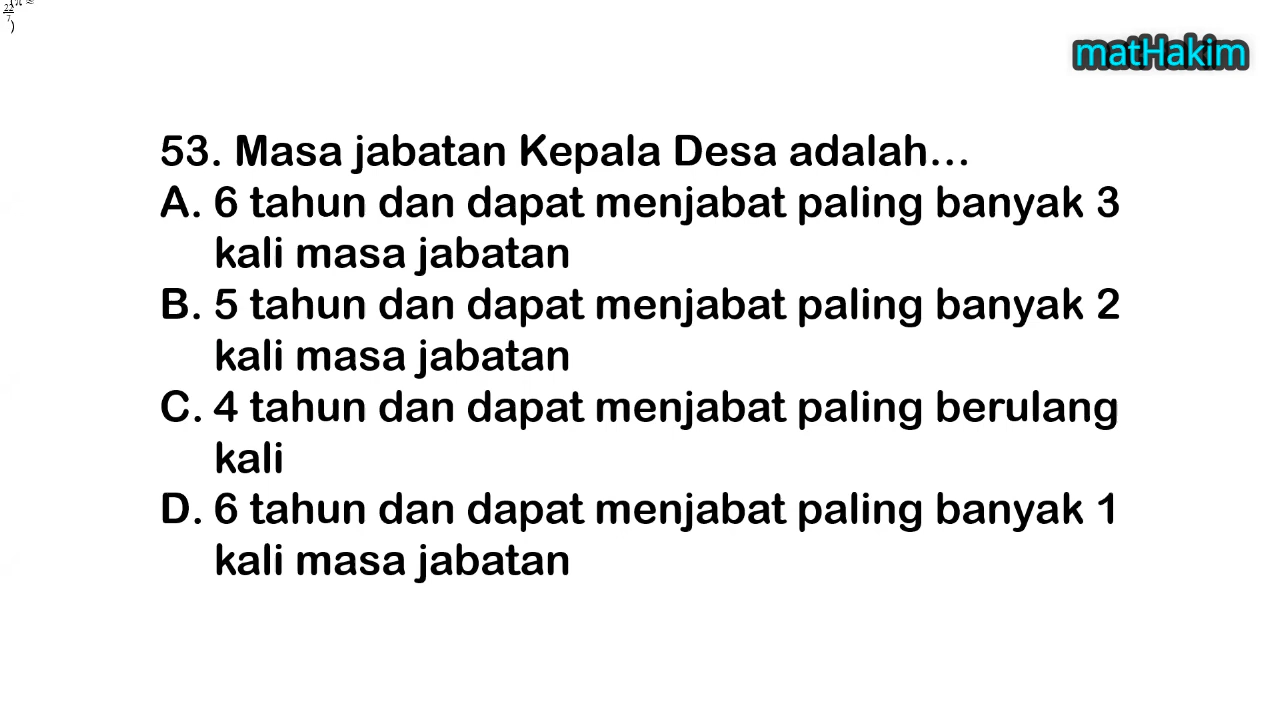 22
7
)
matHakim
53. Masa jabatan Kepala Desa adalah...
A. 6 tahun dan dapat menjabat paling banyak 3
kali masa jabatan
B. 5 tahun dan dapat menjabat paling banyak 2
kali masa jabatan
C. 4 tahun dan dapat menjabat paling berulang
kali
D. 6 tahun dan dapat menjabat paling banyak 1
kali masa jabatan